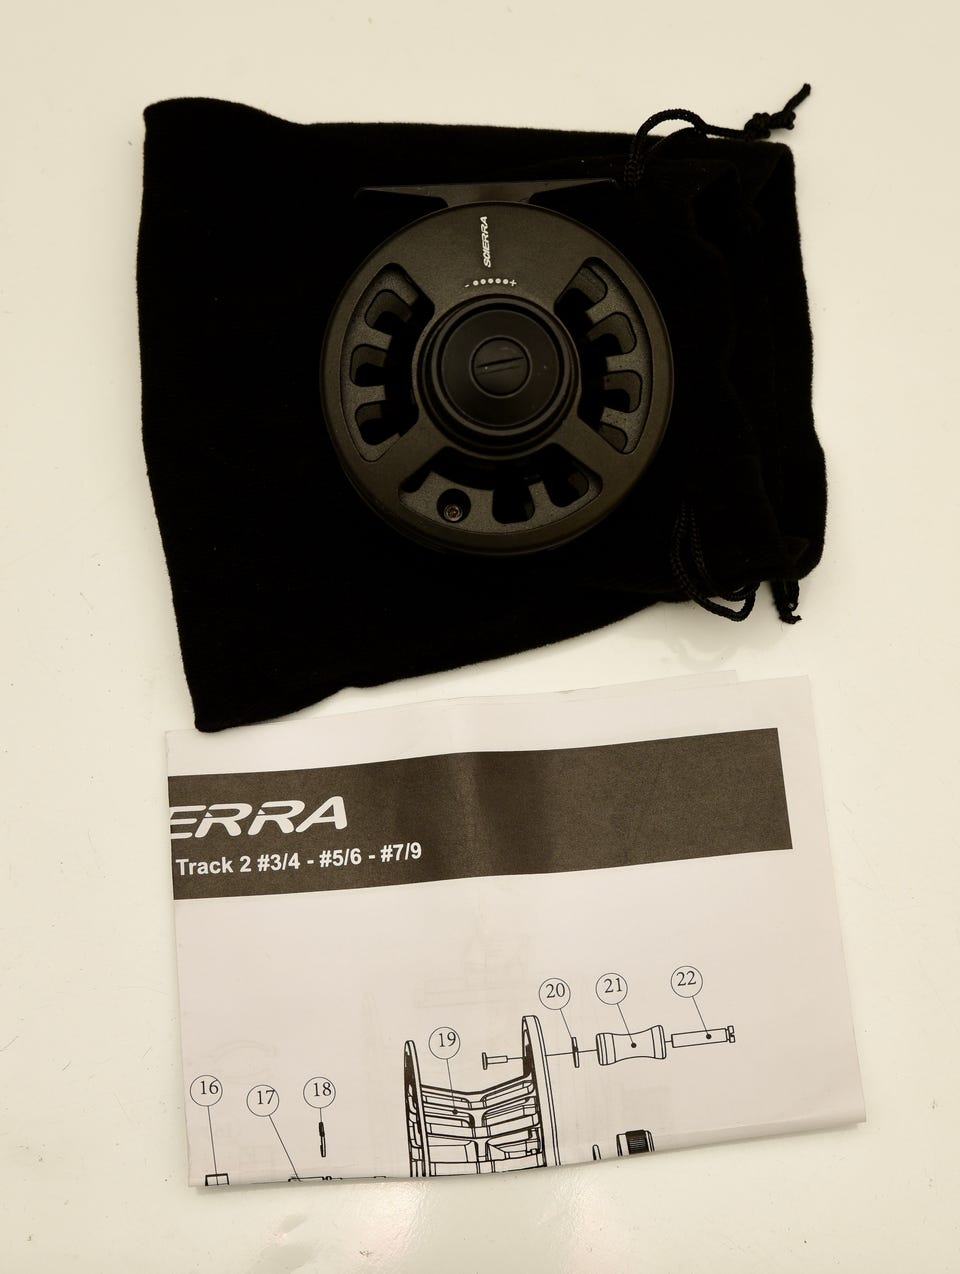 SCIERRA
- +
ERRA
Track 2 #3/4 - #5/6 - #7/9
20
21
22
19
16
17
18